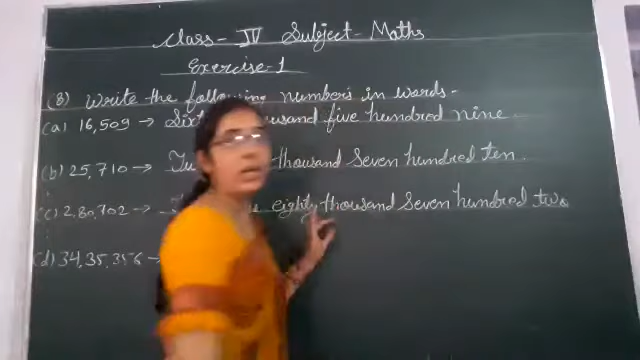 Class - IV Subject - Maths
Exercise - 1
(8) Write the following numbers in words -
(a) 16,509 → thousand five hundred nine.
(b) 25,710 → thousand seven hundred ten.
(c) 2,80,702 → eighty thousand seven hundred two
(d) 34,35,356 →